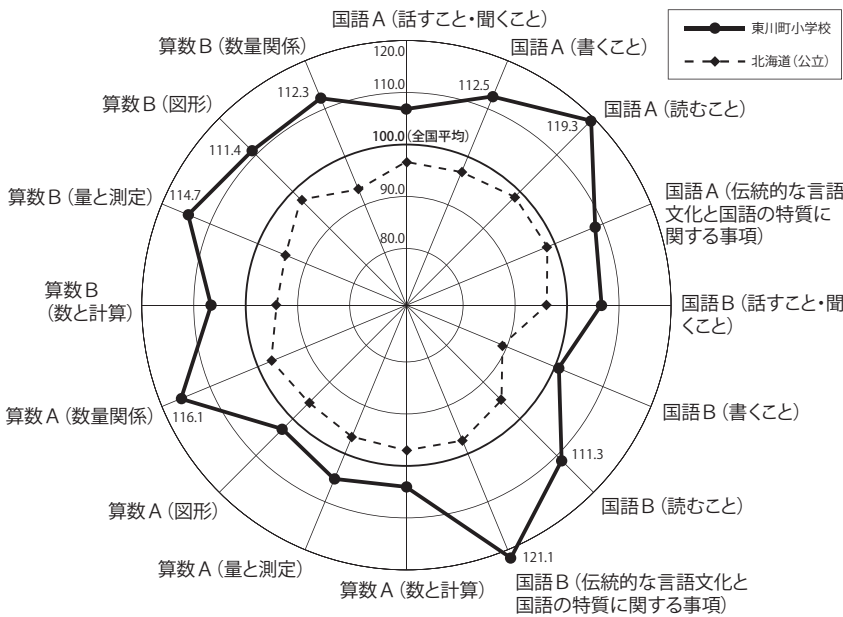 国語A（話すこと・聞くこと）
国語A（書くこと）
国語A（読むこと）
国語A（伝統的な言語
文化と国語の特質に
関する事項）
国語B（話すこと・聞
くこと）
国語B（書くこと）
国語B（読むこと）
国語B（伝統的な言語文化と
国語の特質に関する事項）
算数A（数と計算）
算数A（量と測定）
算数A（図形）
算数A（数量関係）
算数B
（数と計算）
算数B（量と測定）
算数B（図形）
算数B（数量関係）
東川町小学校
北海道（公立）
120.0
110.0
100.0（全国平均）
90.0
80.0
112.5
119.3
111.3
121.1
116.1
114.7
111.4
112.3